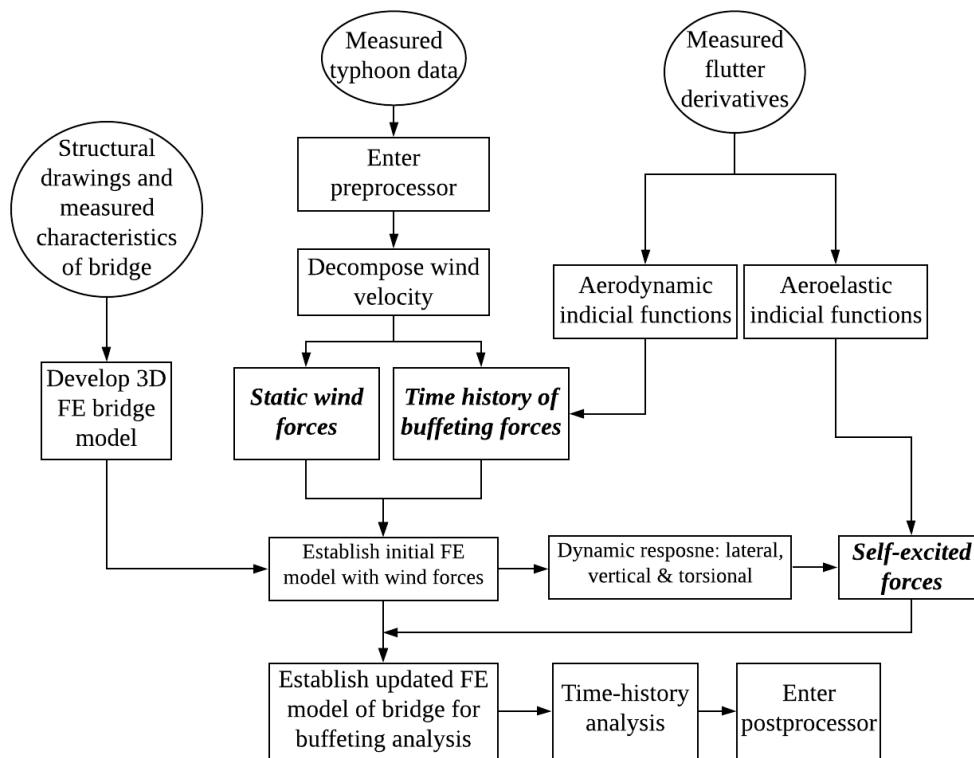 Measured
typhoon data
Measured
flutter
derivatives
Structural
drawings and
measured
characteristics
of bridge
Enter
preprocessor
Decompose wind
velocity
Aerodynamic
indicial functions
Aeroelastic
indicial functions
Develop 3D
FE bridge
model
Static wind
forces
Time history of
buffeting forces
Establish initial FE
model with wind forces
Dynamic resposne: lateral,
vertical & torsional
Self-excited
forces
Establish updated FE
model of bridge for
buffeting analysis
Time-history
analysis
Enter
postprocessor